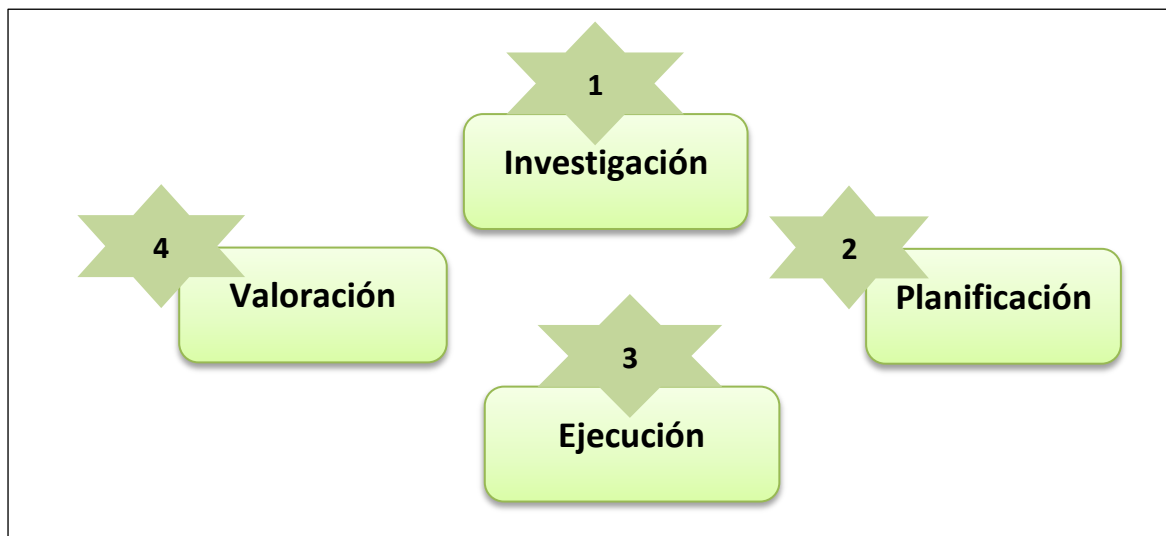 1
Investigación
2
Planificación
3
Ejecución
4
Valoración